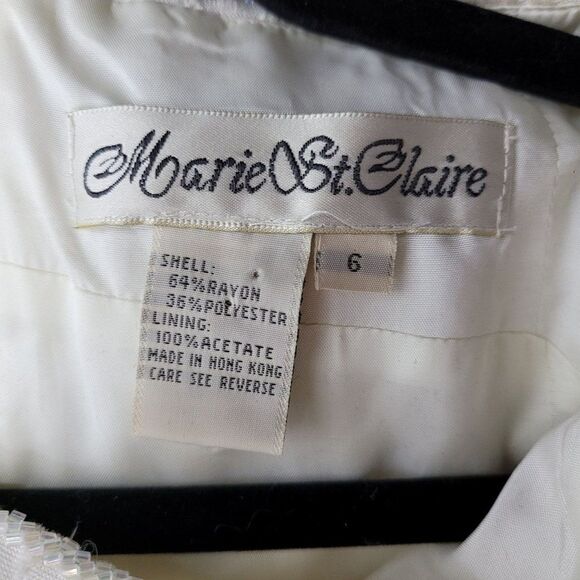 Marie St. Claire
6
SHELL:
64%RAYON
36%POLYESTER
LINING:
100%ACETATE
MADE IN HONG KONG
CARE SEE REVERSE